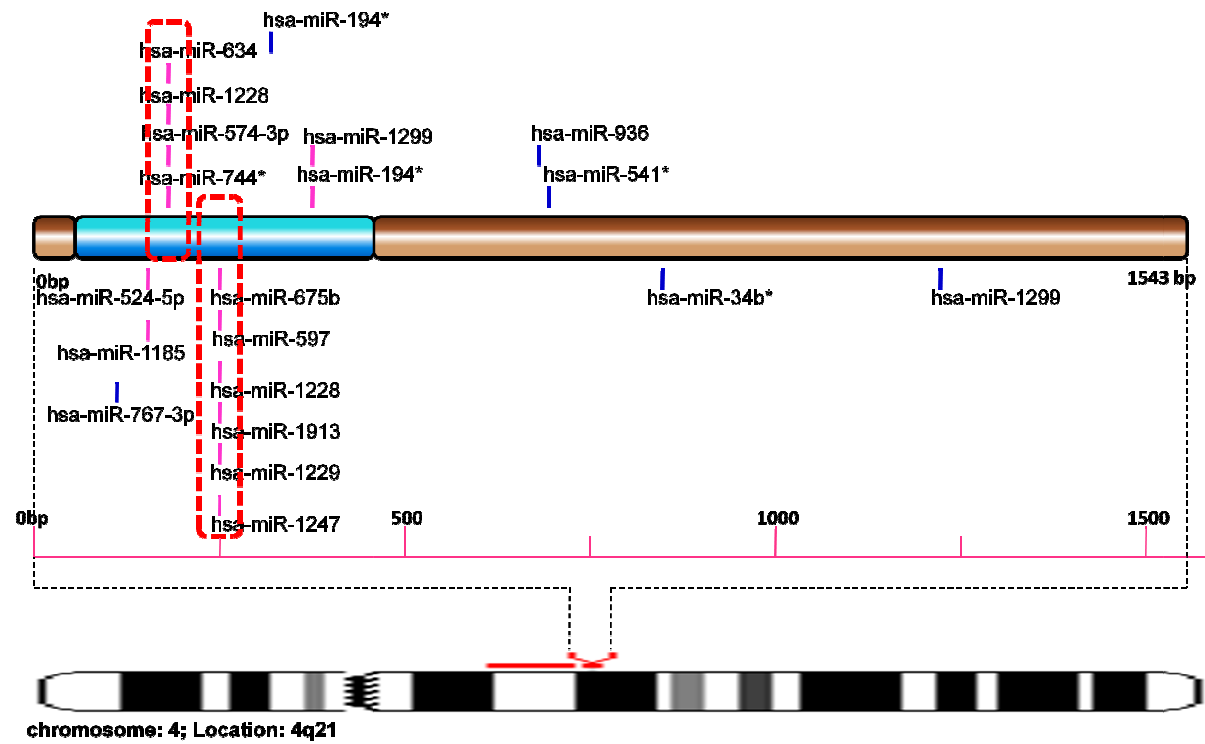 hsa-miR-194*
hsa-miR-634
hsa-miR-1228
hsa-miR-574-3p
hsa-miR-1299
hsa-miR-936
hsa-miR-744*
hsa-miR-194*
hsa-miR-541*
0bp
1543 bp
hsa-miR-524-5p
hsa-miR-675b
hsa-miR-34b*
hsa-miR-1299
hsa-miR-597
hsa-miR-1185
hsa-miR-1228
hsa-miR-767-3p
hsa-miR-1913
hsa-miR-1229
hsa-miR-1247
0bp
500
1000
1500
chromosome: 4; Location: 4q21